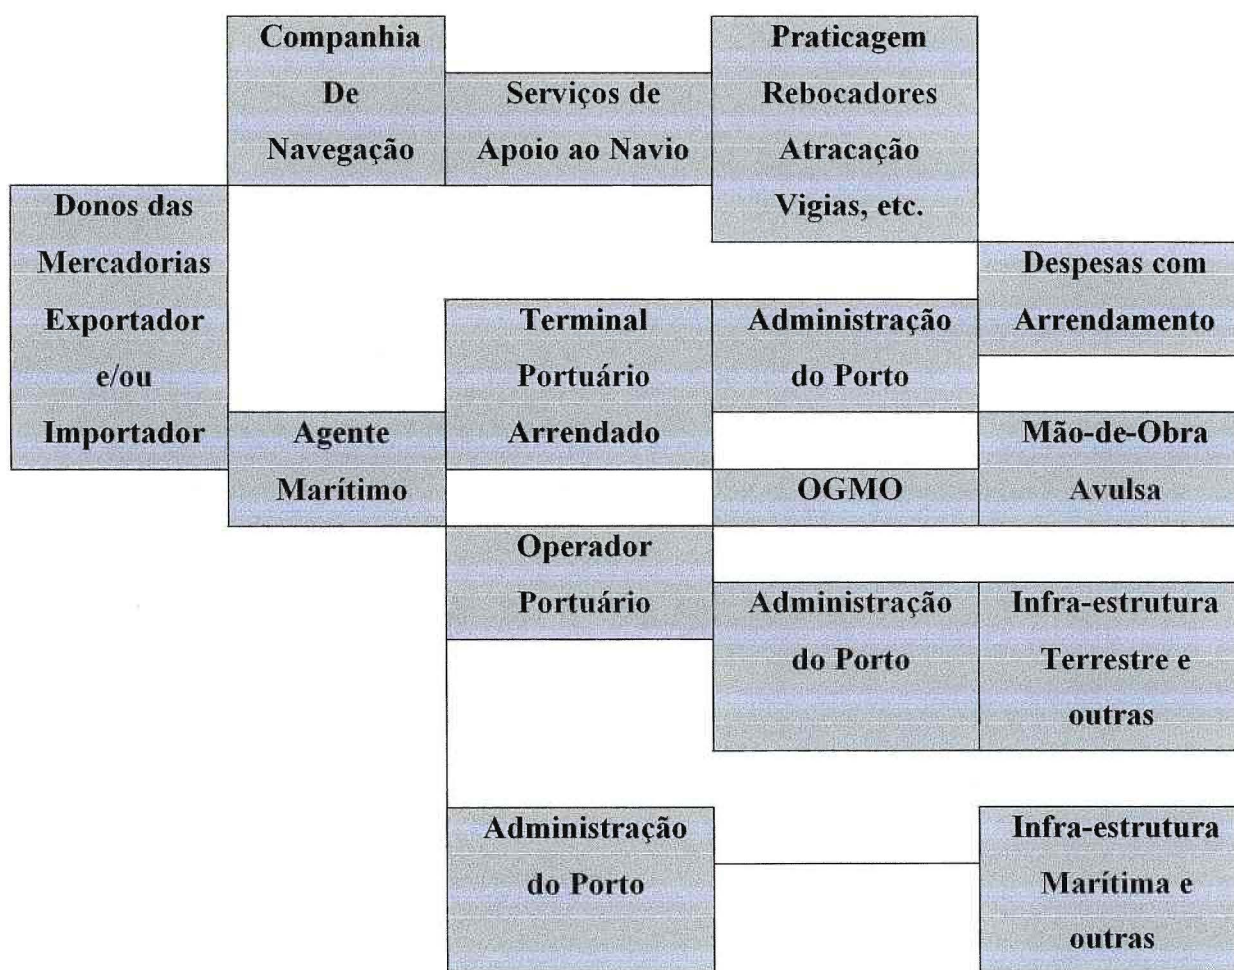 Companhia
De
Navegação
Serviços de
Apoio ao Navio
Praticagem
Rebocadores
Atracação
Vigias, etc.
Donos das
Mercadorias
Exportador
e/ou
Importador
Agente
Marítimo
Terminal
Portuário
Arrendado
Administração
do Porto
Despesas com
Arrendamento
OGMO
Mão-de-Obra
Avulsa
Operador
Portuário
Administração
do Porto
Infra-estrutura
Terrestre e
outras
Administração
do Porto
Infra-estrutura
Marítima e
outras